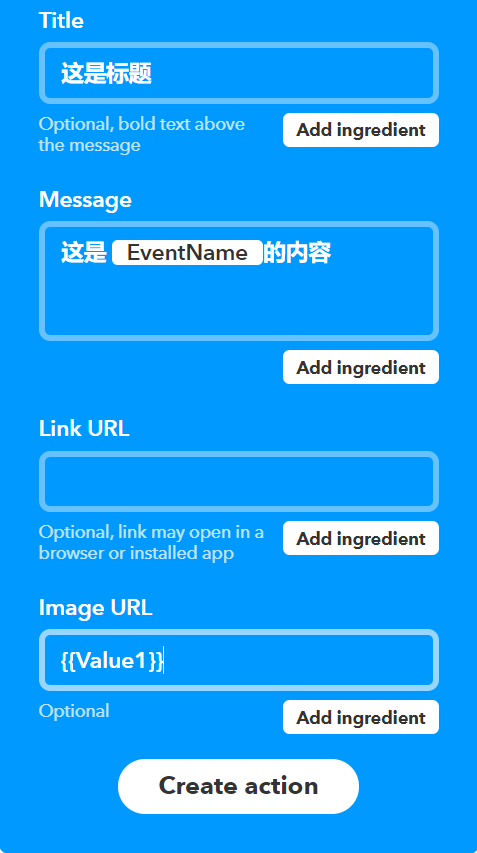 Title
这是标题
Optional, bold text above
the message
Add ingredient
Message
这是 EventName 的内容
Add ingredient
Link URL
Optional, link may open in a
browser or installed app
Add ingredient
Image URL
{{Value1}}
Optional
Add ingredient
Create action